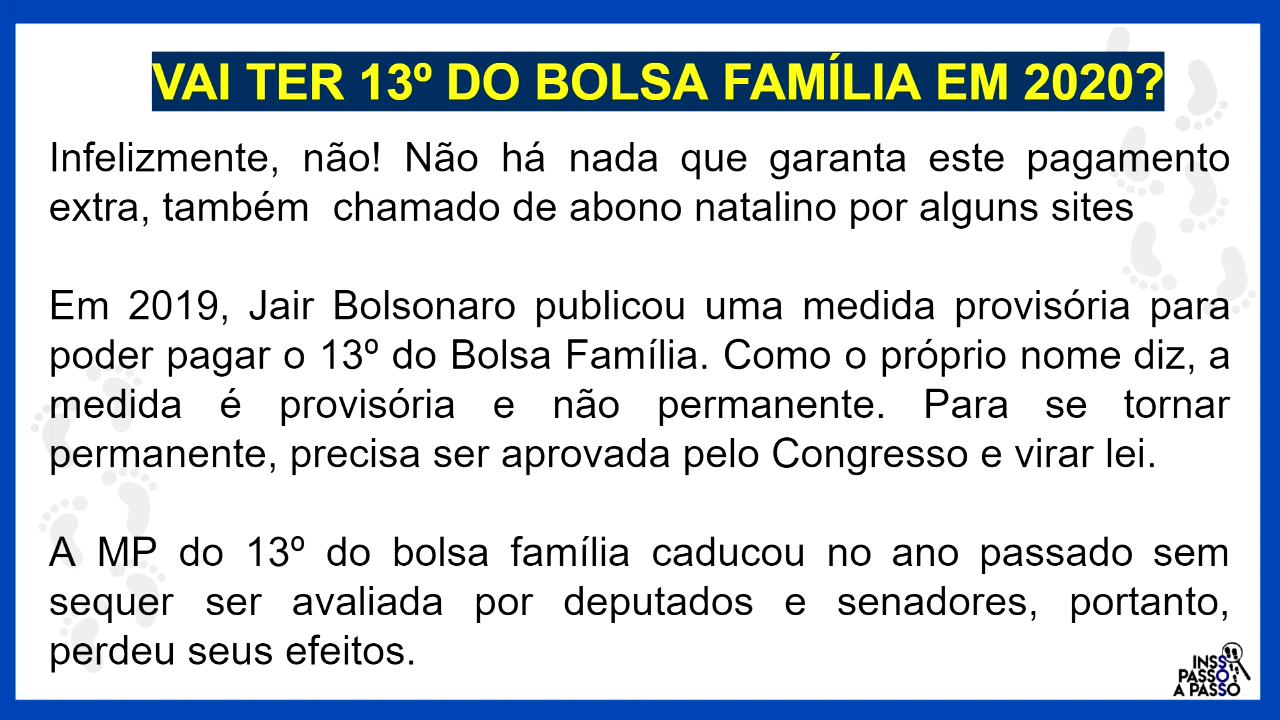 VAI TER 13º DO BOLSA FAMÍLIA EM 2020?
Infelizmente, não! Não há nada que garanta este pagamento
extra, também chamado de abono natalino por alguns sites
Em 2019, Jair Bolsonaro publicou uma medida provisória para
poder pagar o 13º do Bolsa Família. Como o próprio nome diz, a
medida é provisória e não permanente. Para se tornar
permanente, precisa ser aprovada pelo Congresso e virar lei.
A MP do 13º do bolsa família caducou no ano passado sem
sequer ser avaliada por deputados e senadores, portanto,
perdeu seus efeitos.
INSS
PASSO
A PASSO